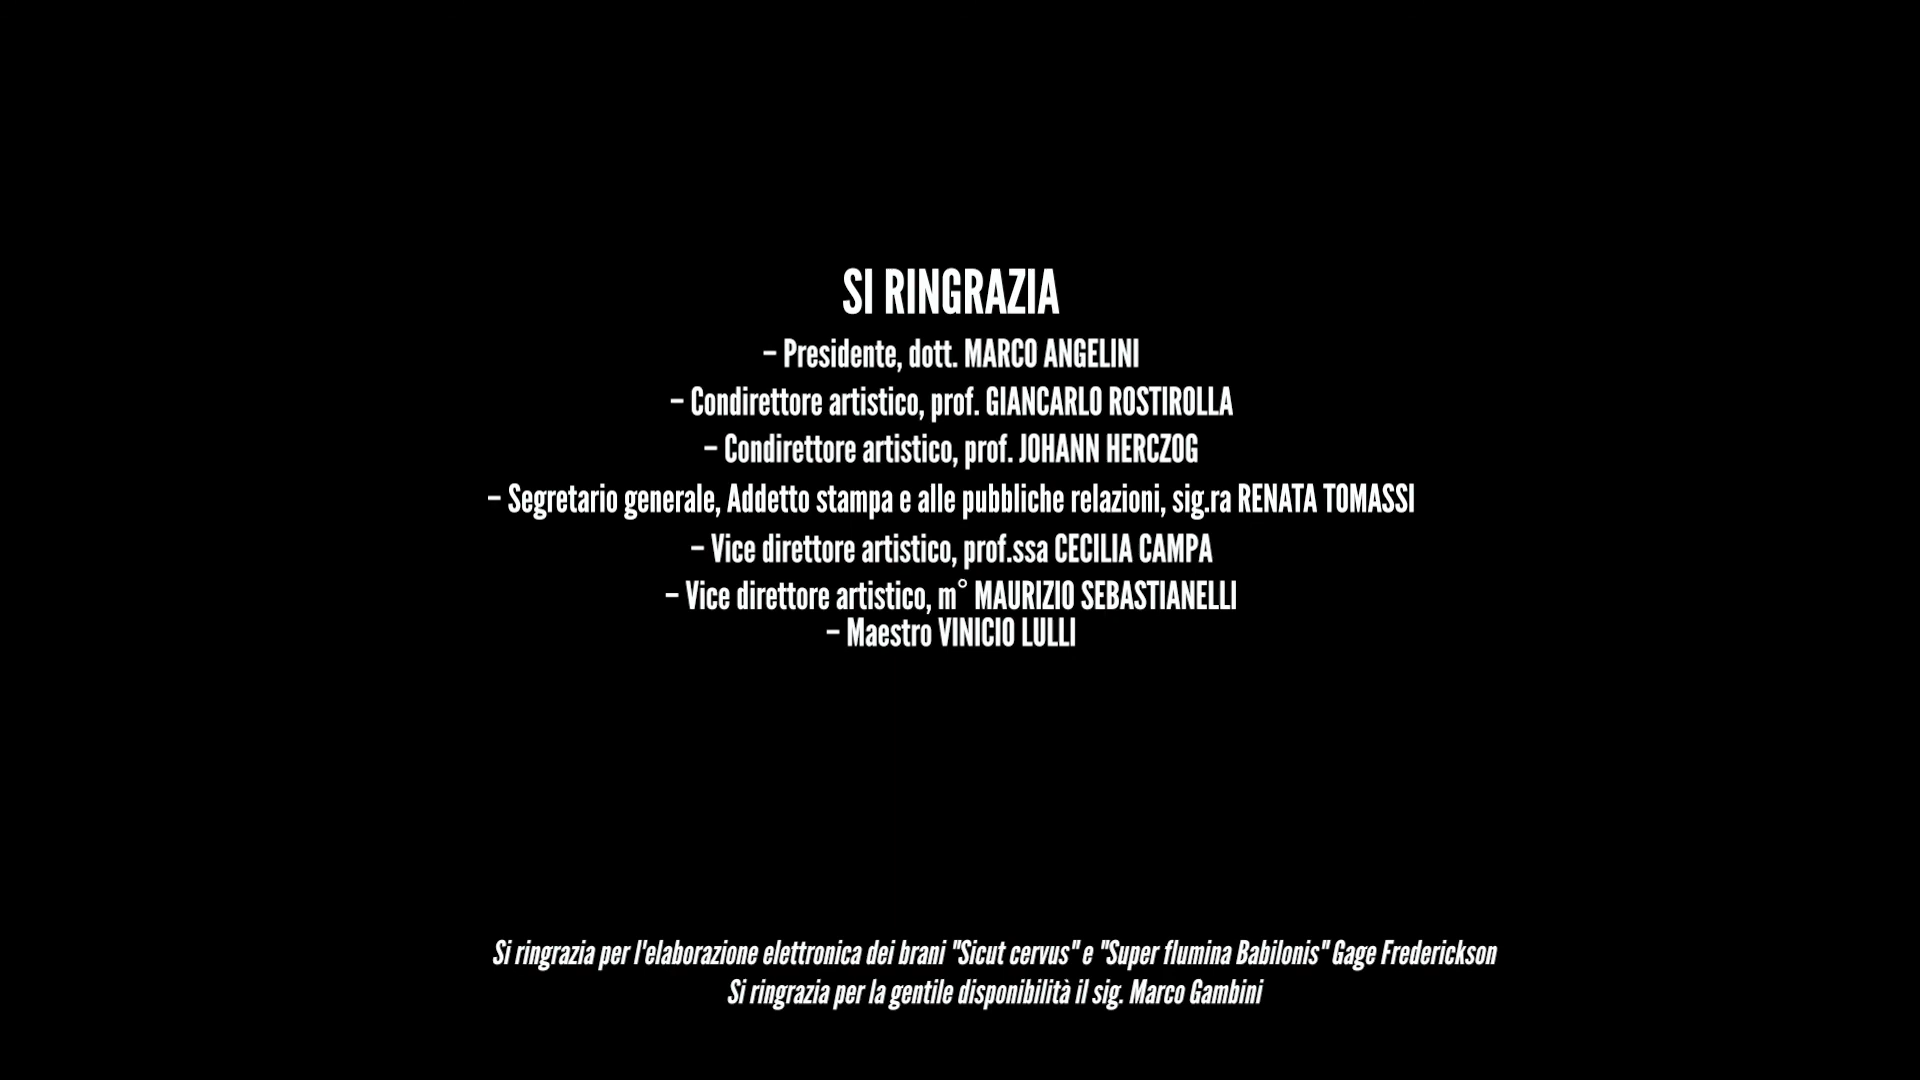 SI RINGRAZIA
– Presidente, dott. MARCO ANGELINI
– Condirettore artistico, prof. GIANCARLO ROSTIROLLA
– Condirettore artistico, prof. JOHANN HERCZOG
– Segretario generale, Addetto stampa e alle pubbliche relazioni, sig.ra RENATA TOMASSI
– Vice direttore artistico, prof.ssa CECILIA CAMPA
– Vice direttore artistico, m° MAURIZIO SEBASTIANELLI
– Maestro VINICIO LULLI
Si ringrazia per l'elaborazione elettronica dei brani "Sicut cervus" e "Super flumina Babilonis" Gage Frederickson
Si ringrazia per la gentile disponibilità il sig. Marco Gambini